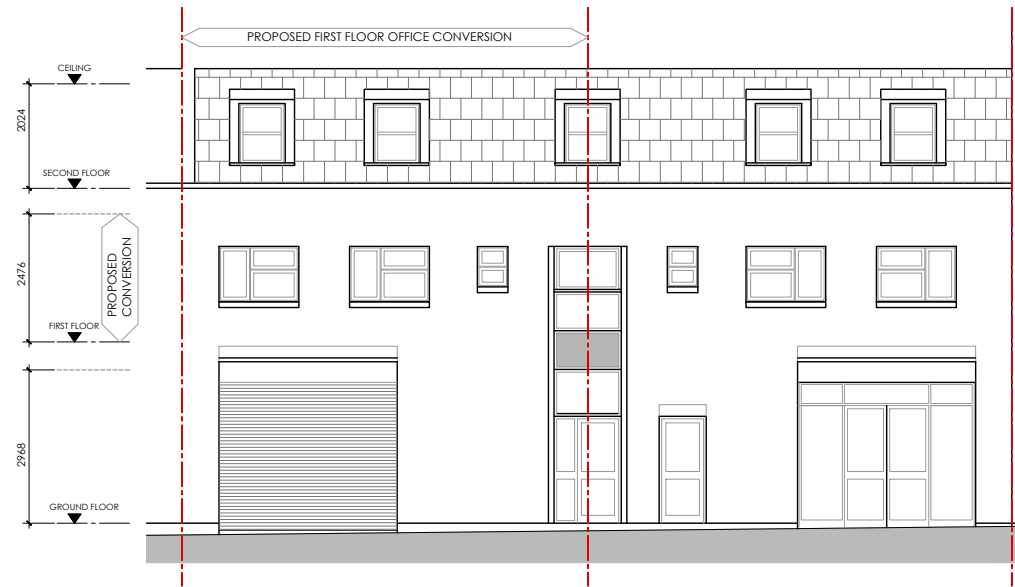 PROPOSED FIRST FLOOR OFFICE CONVERSION
CEILING
2024
SECOND FLOOR
2476
PROPOSED
CONVERSION
FIRST FLOOR
2968
GROUND FLOOR